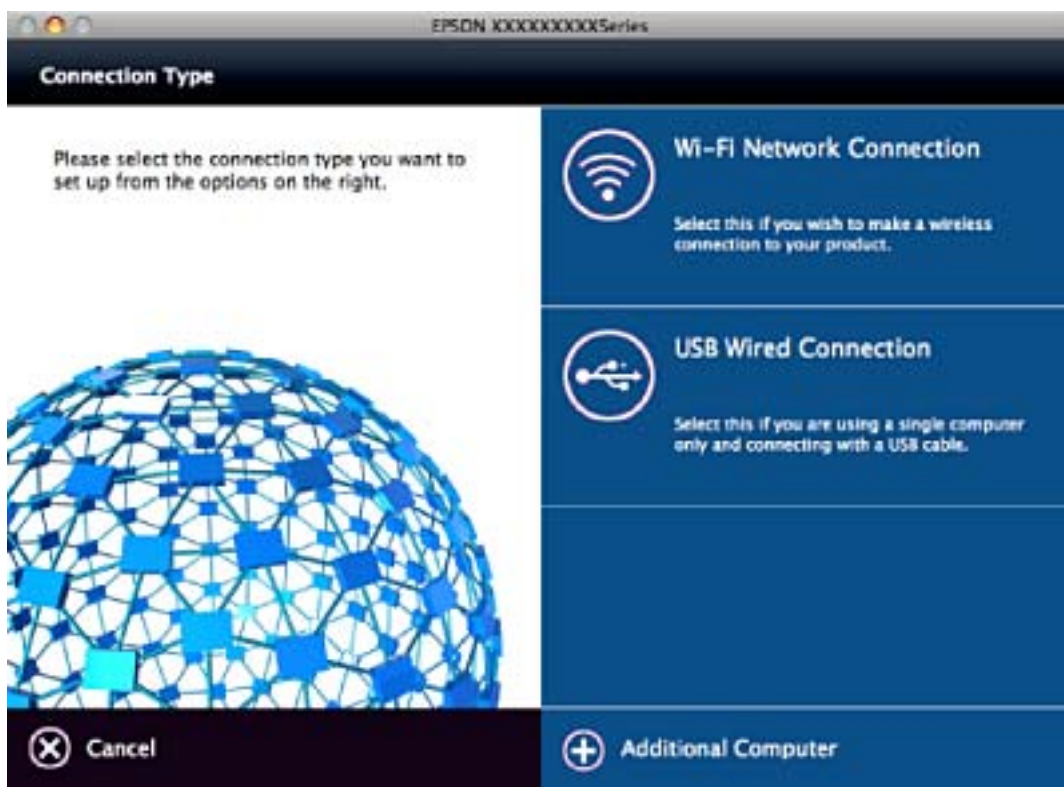 EPSON XXXXXXXXXSeries
Connection Type
Please select the connection type you want to
set up from the options on the right.
Wi-Fi Network Connection
Select this if you wish to make a wireless
connection to your product.
USB Wired Connection
Select this if you are using a single computer
only and connecting with a USB cable.
Cancel
Additional Computer